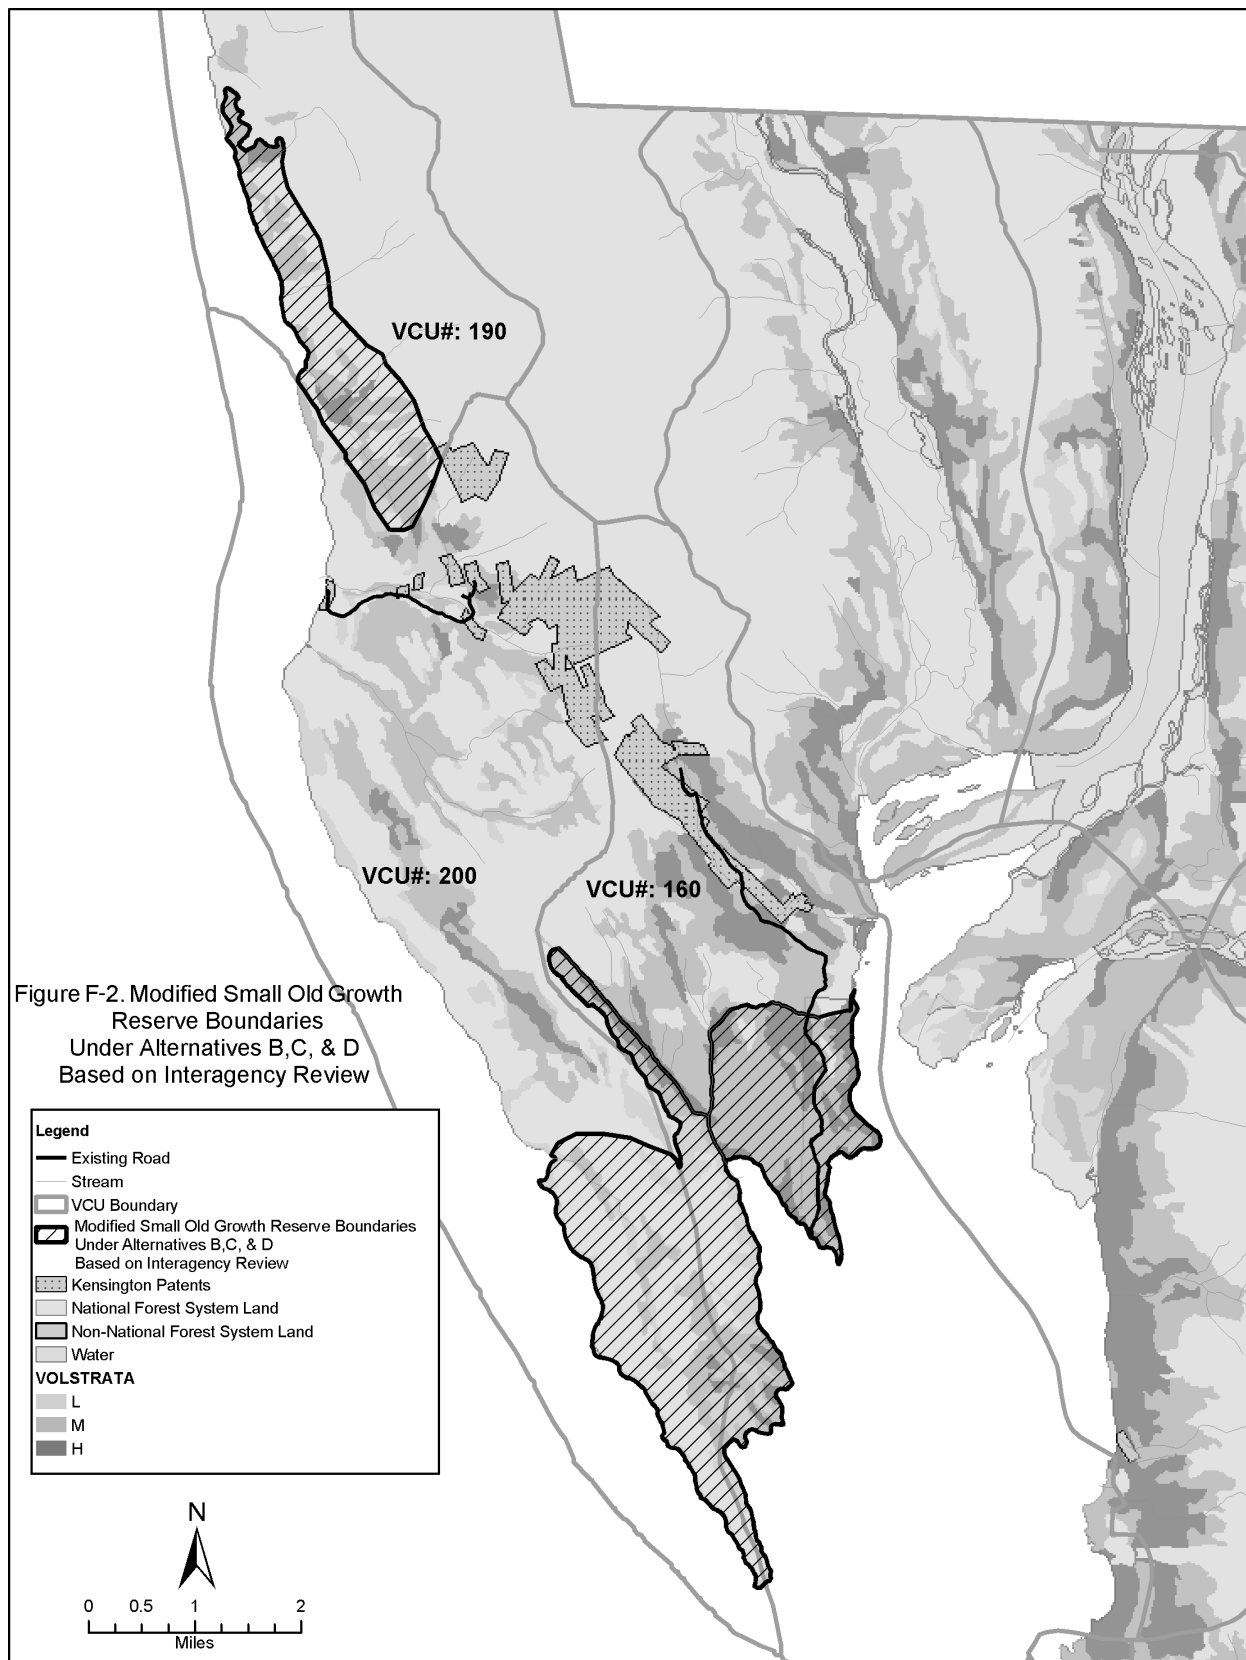 VCU#: 190
VCU#: 200
VCU#: 160
Figure F-2. Modified Small Old Growth
Reserve Boundaries
Under Alternatives B,C, & D
Based on Interagency Review
Legend
Existing Road
Stream
VCU Boundary
Modified Small Old Growth Reserve Boundaries
Under Alternatives B,C, & D
Based on Interagency Review
Kensington Patents
National Forest System Land
Non-National Forest System Land
Water
VOLSTRATA
L
M
H
N
0 0.5 1 2
Miles